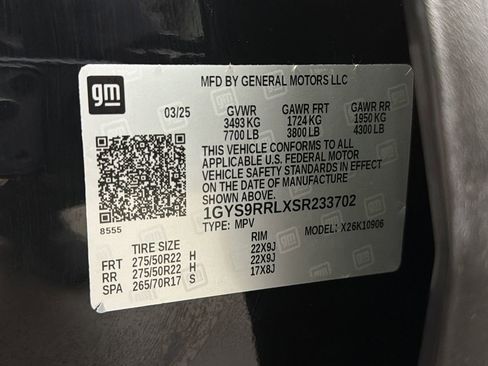 gm
MFD BY GENERAL MOTORS LLC
03/25 GVWR GAWR FRT GAWR RR
3493 KG 1724 KG 1950 KG
7700 LB 3800 LB 4300 LB
THIS VEHICLE CONFORMS TO ALL
APPLICABLE U.S. FEDERAL MOTOR
VEHICLE SAFETY STANDARDS IN EFFECT
ON THE DATE OF MANUFACTURE
SHOWN ABOVE.
1GYS9RRLXSR233702
8555 TYPE: MPV MODEL: X26K10906
TIRE SIZE RIM
FRT 275/50R22 H 22X9J
RR 275/50R22 H 22X9J
SPA 265/70R17 S 17X8J